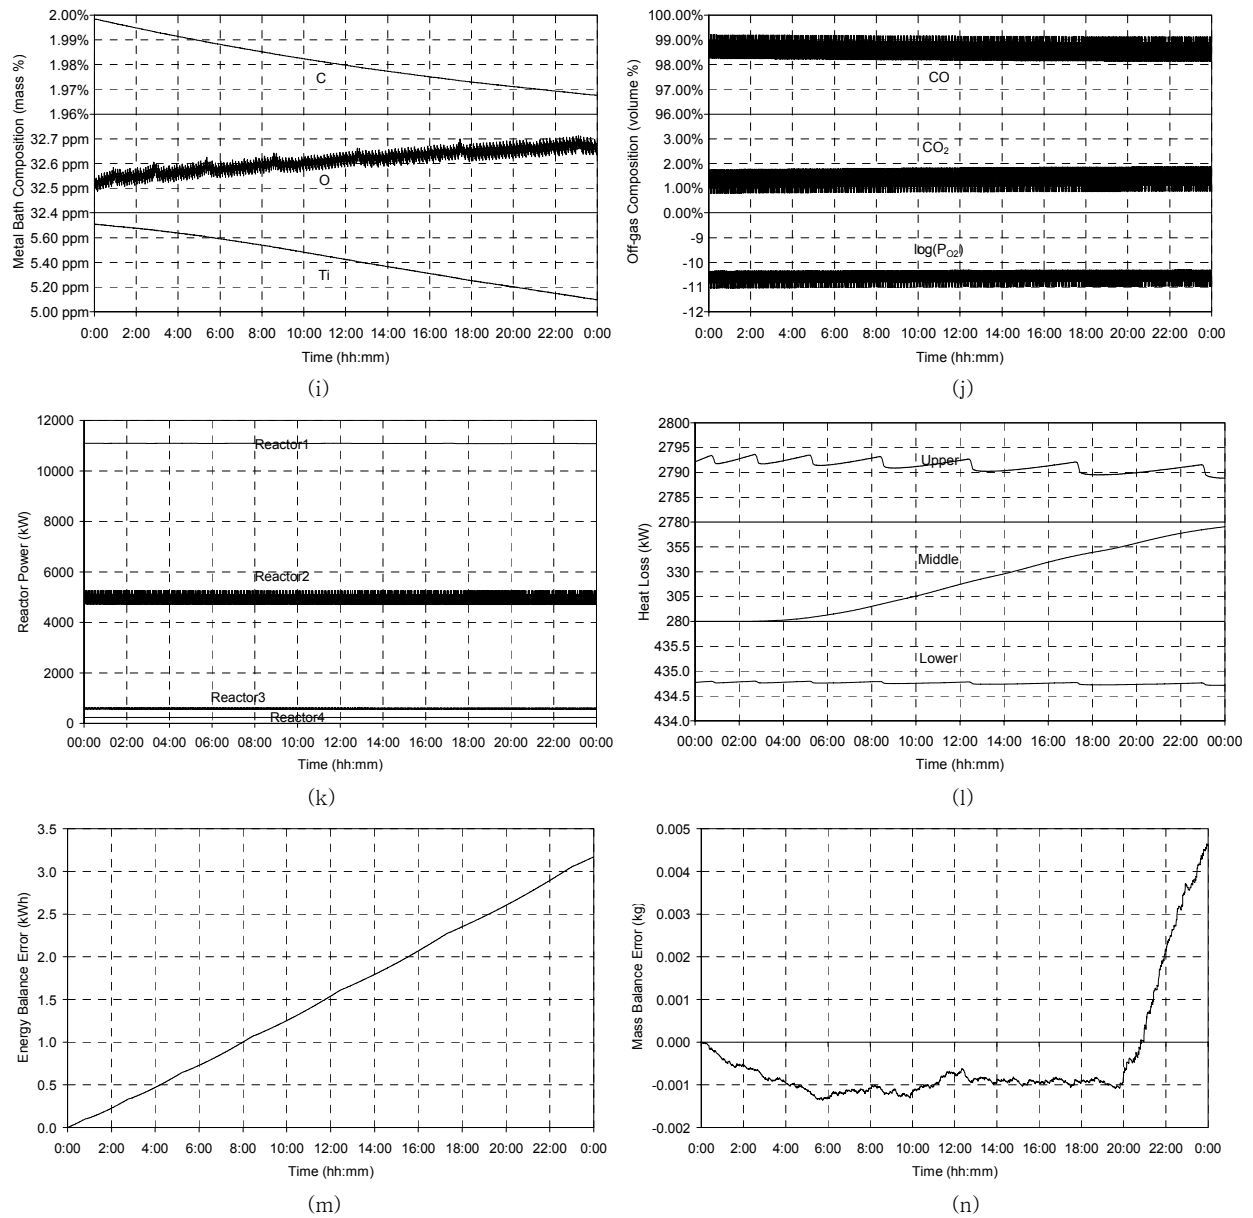 2.00%
1.99%
1.98%
1.97%
1.96%
32.7 ppm
32.6 ppm
32.5 ppm
32.4 ppm
5.60 ppm
5.40 ppm
5.20 ppm
5.00 ppm
Metal Bath Composition (mass %)
C
O
Ti
0:00 2:00 4:00 6:00 8:00 10:00 12:00 14:00 16:00 18:00 20:00 22:00 0:00
Time (hh:mm)
(i)
100.00%
99.00%
98.00%
97.00%
96.00%
3.00%
2.00%
1.00%
0.00%
-9
-10
-11
-12
Off-gas Composition (volume %)
CO
CO2
log(PO2)
0:00 2:00 4:00 6:00 8:00 10:00 12:00 14:00 16:00 18:00 20:00 22:00 0:00
Time (hh:mm)
(j)
12000
10000
8000
6000
4000
2000
0
Reactor Power (kW)
Reactor1
Reactor2
Reactor3
Reactor4
00:00 02:00 04:00 06:00 08:00 10:00 12:00 14:00 16:00 18:00 20:00 22:00 00:00
Time (hh:mm)
(k)
2800
2795
2790
2785
2780
355
330
305
280
435.5
435.0
434.5
434.0
Heat Loss (kW)
Upper
Middle
Lower
00:00 02:00 04:00 06:00 08:00 10:00 12:00 14:00 16:00 18:00 20:00 22:00 00:00
Time (hh:mm)
(l)
3.5
3.0
2.5
2.0
1.5
1.0
0.5
0.0
Energy Balance Error (kWh)
0:00 2:00 4:00 6:00 8:00 10:00 12:00 14:00 16:00 18:00 20:00 22:00 0:00
Time (hh:mm)
(m)
0.005
0.004
0.003
0.002
0.001
0.000
-0.001
-0.002
Mass Balance Error (kg)
0:00 2:00 4:00 6:00 8:00 10:00 12:00 14:00 16:00 18:00 20:00 22:00 0:00
Time (hh:mm)
(n)